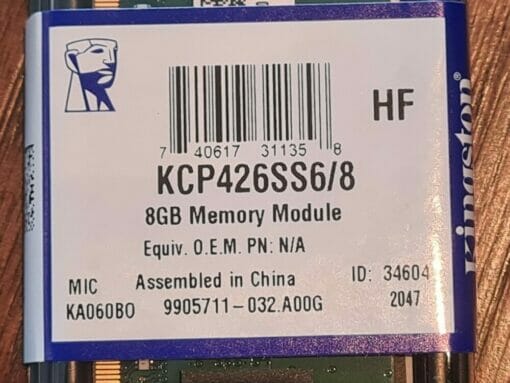 HF
7 40617 31135 8
KCP426SS6/8
8GB Memory Module
Equiv. O.E.M. PN: N/A
MIC Assembled in China ID: 34604
KA060B0 9905711-032.A00G 2047
Kingston®